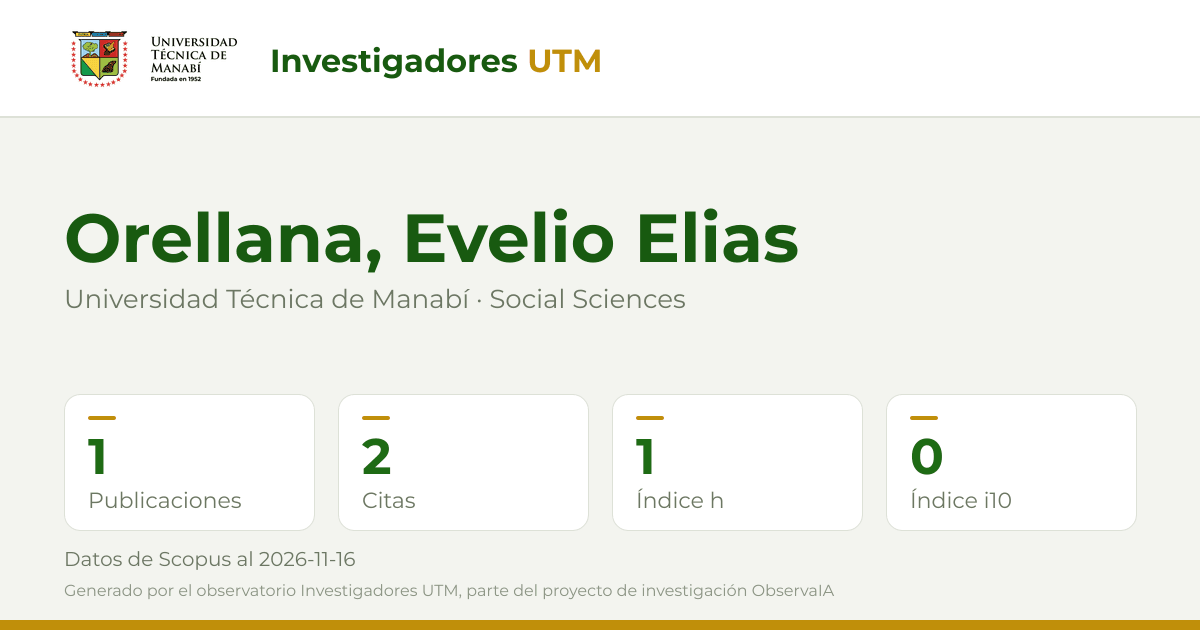 UNIVERSIDAD
TÉCNICA DE
MANABÍ
Fundada en 1952
Investigadores UTM
Orellana, Evelio Elias
Universidad Técnica de Manabí · Social Sciences
1
Publicaciones
2
Citas
1
Índice h
0
Índice i10
Datos de Scopus al 2026-11-16
Generado por el observatorio Investigadores UTM, parte del proyecto de investigación ObservaIA